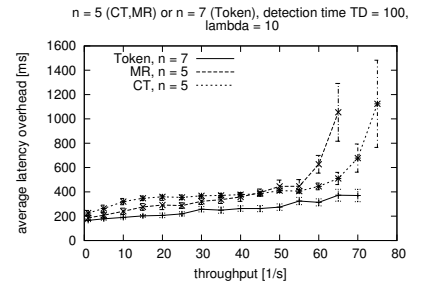 n = 5 (CT,MR) or n = 7 (Token), detection time TD = 100,
lambda = 10
1600
1400
1200
1000
800
600
400
200
0
average latency overhead [ms]
Token, n = 7
MR, n = 5
CT, n = 5
0 10 20 30 40 50 60 70 80
throughput [1/s]